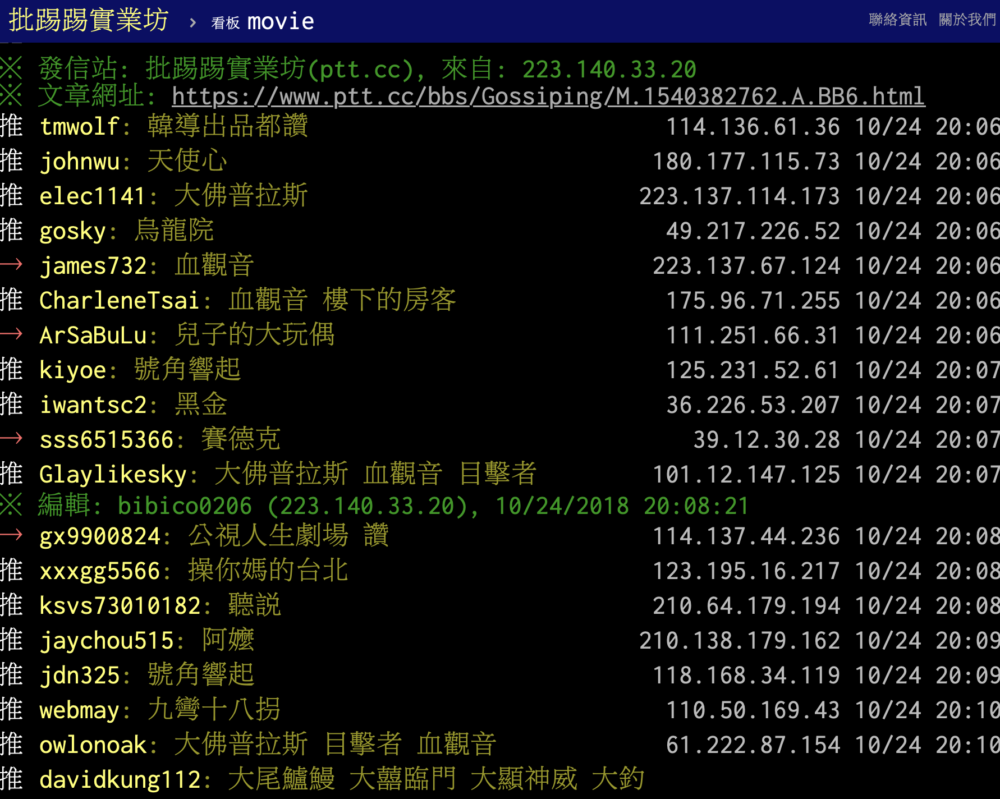 批踢踢實業坊 › 看板 movie 聯絡資訊 關於我們
--
※ 發信站: 批踢踢實業坊(ptt.cc), 來自: 223.140.33.20
※ 文章網址: https://www.ptt.cc/bbs/Gossiping/M.1540382762.A.BB6.html
推 tmwolf: 韓導出品都讚 114.136.61.36 10/24 20:06
推 johnwu: 天使心 180.177.115.73 10/24 20:06
推 elec1141: 大佛普拉斯 223.137.114.173 10/24 20:06
推 gosky: 烏龍院 49.217.226.52 10/24 20:06
→ james732: 血觀音 223.137.67.124 10/24 20:06
推 CharleneTsai: 血觀音 樓下的房客 175.96.71.255 10/24 20:06
→ ArSaBuLu: 兒子的大玩偶 111.251.66.31 10/24 20:06
推 kiyoe: 號角響起 125.231.52.61 10/24 20:07
推 iwantsc2: 黑金 36.226.53.207 10/24 20:07
→ sss6515366: 賽德克 39.12.30.28 10/24 20:07
推 Glaylikesky: 大佛普拉斯 血觀音 目擊者 101.12.147.125 10/24 20:07
※ 編輯: bibico0206 (223.140.33.20), 10/24/2018 20:08:21
→ gx9900824: 公視人生劇場 讚 114.137.44.236 10/24 20:08
推 xxxgg5566: 操你媽的台北 123.195.16.217 10/24 20:08
推 ksvs73010182: 聽説 210.64.179.194 10/24 20:08
推 jaychou515: 阿嬤 210.138.179.162 10/24 20:09
推 jdn325: 號角響起 118.168.34.119 10/24 20:09
推 webmay: 九彎十八拐 110.50.169.43 10/24 20:10
推 owlonoak: 大佛普拉斯 目擊者 血觀音 61.222.87.154 10/24 20:10
推 davidkung112: 大尾鱸鰻 大囍臨門 大顯神威 大釣